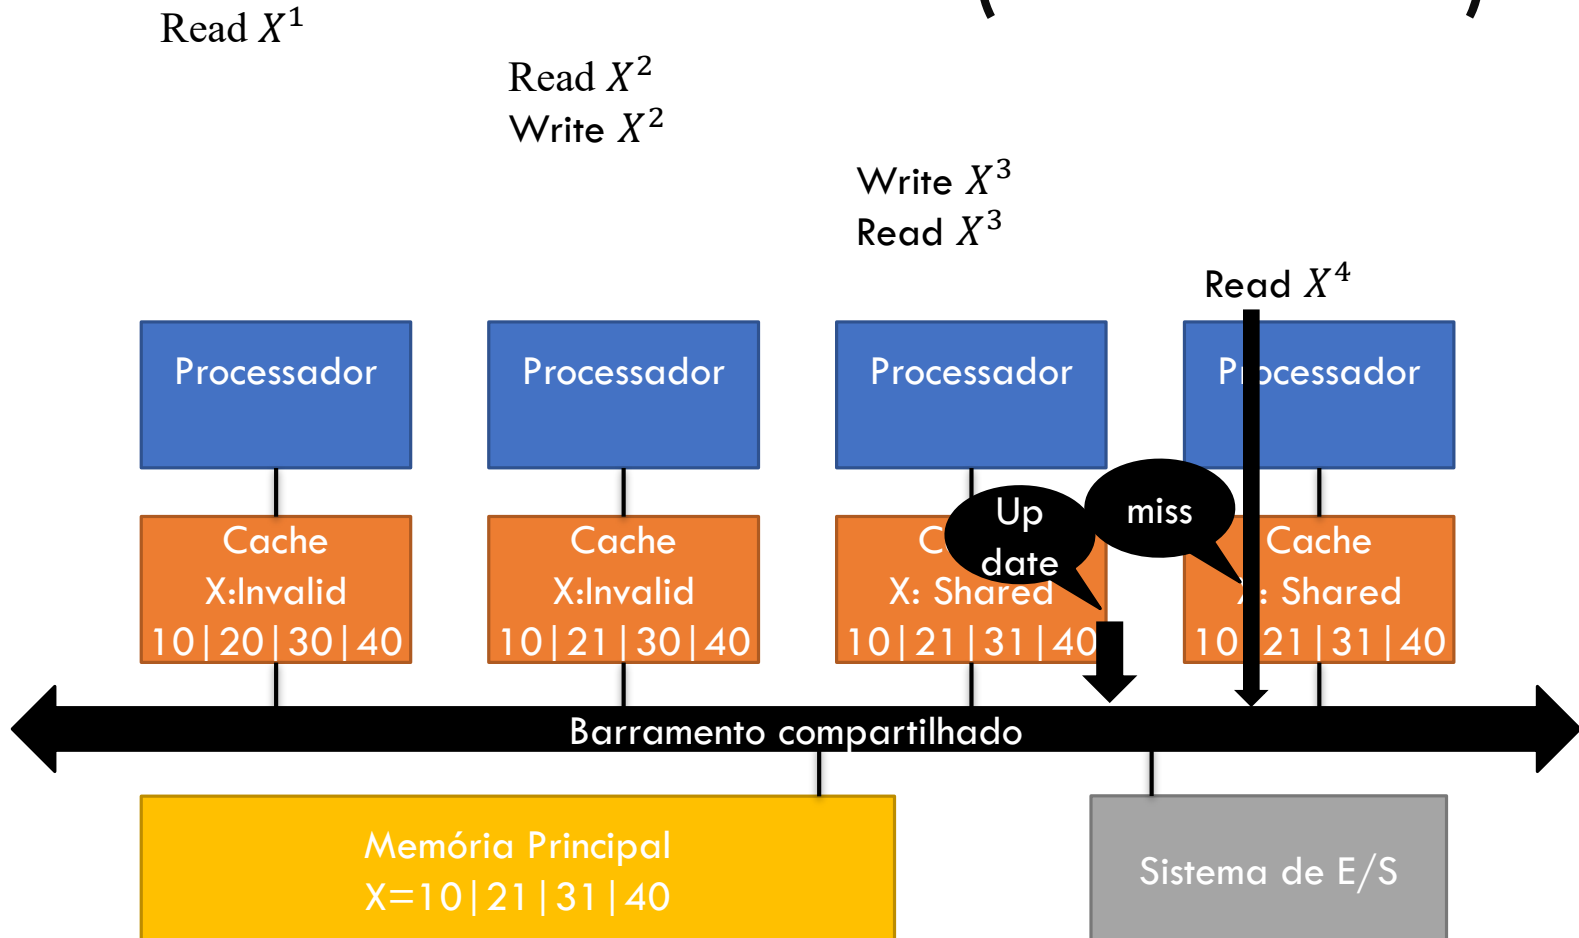 Read X¹
Read X²
Write X²
Write X³
Read X³
Read X⁴
Processador
Processador
Processador
Processador
Cache
X:Invalid
10|20|30|40
Cache
X:Invalid
10|21|30|40
Up
date
X: Shared
10|21|31|40
miss
Cache
: Shared
10|21|31|40
Barramento compartilhado
Memória Principal
X=10|21|31|40
Sistema de E/S